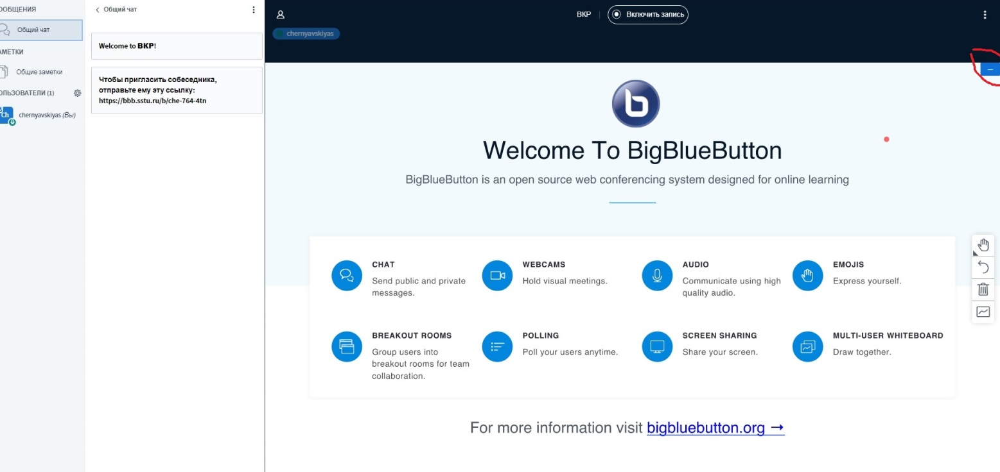 ООБЩЕНИЯ
Общий чат
АМЕТКИ
Общие заметки
ОЛЬЗОВАТЕЛИ (1)
Ch
chernyavskiyas (Вы)
Общий чат
Welcome to ВКР!
Чтобы пригласить собеседника,
отправьте ему эту ссылку:
https://bbb.sstu.ru/b/che-764-4tn
ВКР
Включить запись
chernyavskiyas
b
Welcome To BigBlueButton
BigBlueButton is an open source web conferencing system designed for online learning
CHAT
Send public and private
messages.
WEBCAMS
Hold visual meetings.
AUDIO
Communicate using high
quality audio.
EMOJIS
Express yourself.
BREAKOUT ROOMS
Group users into
breakout rooms for team
collaboration.
POLLING
Poll your users anytime.
SCREEN SHARING
Share your screen.
MULTI-USER WHITEBOARD
Draw together.
For more information visit bigbluebutton.org →